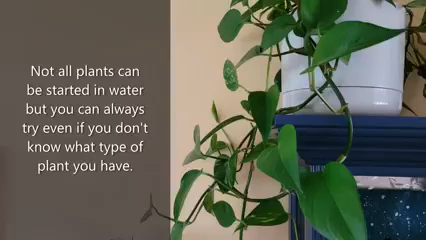 Not all plants can
be started in water
but you can always
try even if you don't
know what type of
plant you have.